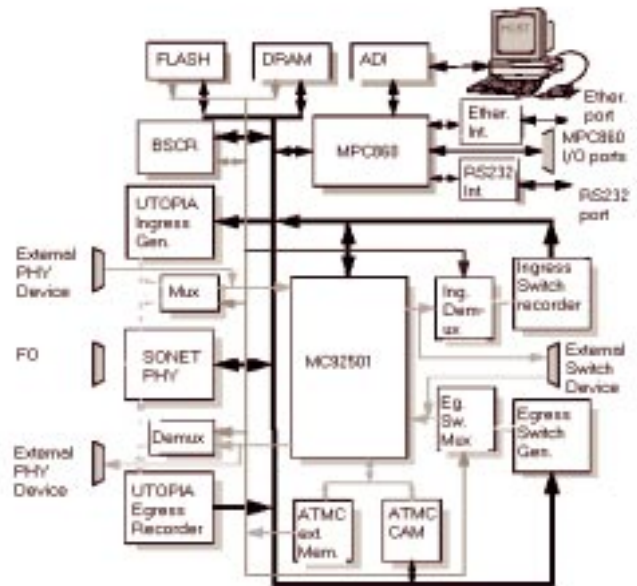 HOST
FLASH
DRAM
ADI
Ether.
Int.
Ether.
port
BSCR
MPC860
MPC860
I/O ports
RS232
Int.
RS232
port
UTOPIA
Ingress
Gen.
External
PHY
Device
Mux
Ing.
Dem-
ux
Ingress
Switch
recorder
FO
SONET
PHY
MC92501
External
Switch
Device
Demux
Eg.
Sw.
Mux
Egress
Switch
Gen.
External
PHY
Device
UTOPIA
Egress
Recorder
ATMC
ext.
Mem.
ATMC
CAM